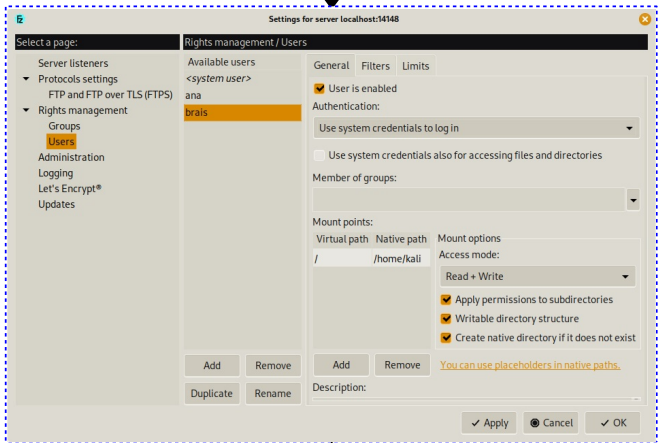 Settings for server localhost:14148
Select a page:
Server listeners
Protocols settings
FTP and FTP over TLS (FTPS)
Rights management
Groups
Users
Administration
Logging
Let's Encrypt®
Updates
Rights management / Users
Available users
<system user>
ana
brais
Add Remove
Duplicate Rename
General Filters Limits
User is enabled
Authentication:
Use system credentials to log in
Use system credentials also for accessing files and directories
Member of groups:
Mount points:
Virtual path Native path
/ /home/kali
Add Remove
Mount options
Access mode:
Read + Write
Apply permissions to subdirectories
Writable directory structure
Create native directory if it does not exist
You can use placeholders in native paths.
Description:
Apply Cancel OK